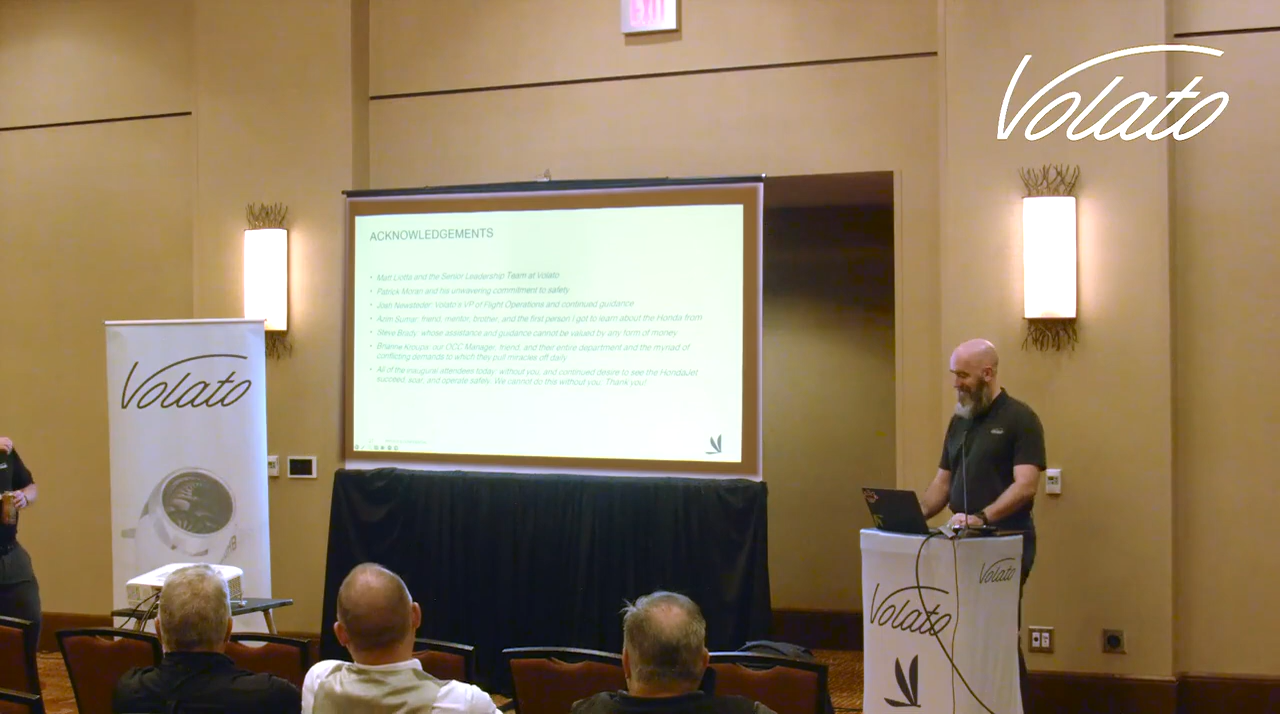 EXIT
Volato
ACKNOWLEDGEMENTS
• Matt Liotta and the Senior Leadership Team at Volato
• Patrick Moran and his unwavering commitment to safety
• Josh Newsteder: Volato's VP of Flight Operations and continued guidance
• Azim Sumar: friend, mentor, brother, and the first person I got to learn about the Honda from
• Steve Brady: whose assistance and guidance cannot be valued by any form of money
• Brianne Krouza: our OCC Manager, friend, and their entire department and the myriad of
conflicting demands to which they pull miracles off daily
• All of the inaugural attendees today: without you, and continued desire to see the HondaJet
succeed, soar, and operate safely. We cannot do this without you. Thank you!
Volato
Volato
Volato